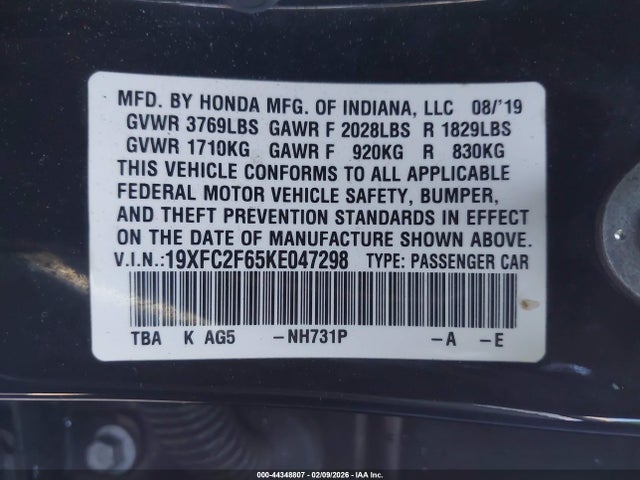 MFD. BY HONDA MFG. OF INDIANA, LLC 08/'19
GVWR 3769LBS GAWR F 2028LBS R 1829LBS
GVWR 1710KG GAWR F 920KG R 830KG
THIS VEHICLE CONFORMS TO ALL APPLICABLE
FEDERAL MOTOR VEHICLE SAFETY, BUMPER,
AND THEFT PREVENTION STANDARDS IN EFFECT
ON THE DATE OF MANUFACTURE SHOWN ABOVE.
V.I.N.:19XFC2F65KE047298 TYPE: PASSENGER CAR
TBA K AG5 -NH731P -A -E
000-44348807 - 02/09/2026 - IAA Inc.